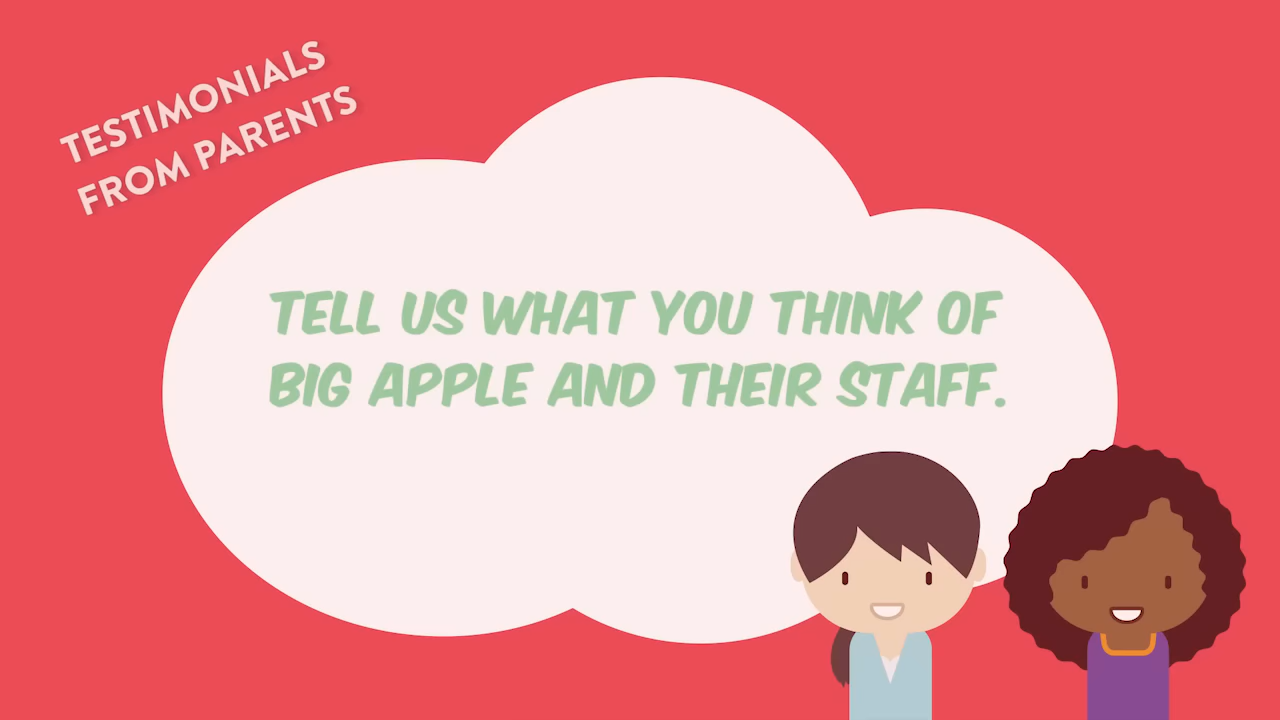 TESTIMONIALS
FROM PARENTS
TELL US WHAT YOU THINK OF
BIG APPLE AND THEIR STAFF.